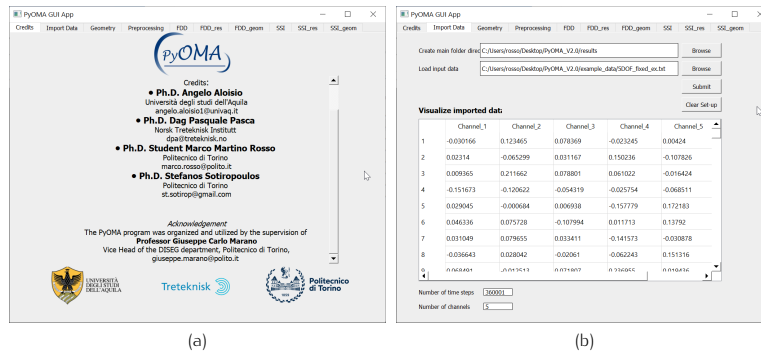 PyOMA GUI App
Credits Import Data Geometry Preprocessing FDD FDD_res FDD_geom SSI SSI_res SSI_geom
PyOMA
Credits:
• Ph.D. Angelo Aloisio
Università degli studi dell'Aquila
angelo.aloisio1@univaq.it
• Ph.D. Dag Pasquale Pasca
Norsk Treteknisk Institutt
dpa@treteknisk.no
• Ph.D. Student Marco Martino Rosso
Politecnico di Torino
marco.rosso@polito.it
• Ph.D. Stefanos Sotiropoulos
Politecnico di Torino
st.sotirop@gmail.com
Acknowledgement
The PyOMA program was organized and utilized by the supervision of
Professor Giuseppe Carlo Marano
Vice Head of the DISEG department, Politecnico di Torino,
giuseppe.marano@polito.it
UNIVERSITÀ
DEGLI STUDI
DELL'AQUILA
Treteknisk
Politecnico
di Torino
1859
(a)
PyOMA GUI App
Credits Import Data Geometry Preprocessing FDD FDD_res FDD_geom SSI SSI_res SSI_geom
Create main folder direc C:/Users/rosso/Desktop/PyOMA_V2.0/results Browse
Load input data C:/Users/rosso/Desktop/PyOMA_V2.0/example_data/5DOF_fixed_ex.txt Browse
Submit
Clear Set-up
Visualize imported data
Channel_1 Channel_2 Channel_3 Channel_4 Channel_5
1 -0.030166 0.123465 0.078369 -0.023245 0.00424
2 0.02314 -0.065299 0.031167 0.150236 -0.107826
3 0.009365 0.211662 0.078801 0.061022 -0.016424
4 -0.151673 -0.120622 -0.054319 -0.025754 -0.068511
5 0.029045 -0.000684 0.006938 -0.157779 0.172183
6 0.046336 0.075728 -0.107994 0.011713 0.13792
7 0.031049 0.079655 0.033411 -0.141573 -0.030878
8 -0.036643 0.028042 -0.02061 -0.062243 0.151316
Number of time steps 360001
Number of channels 5
(b)